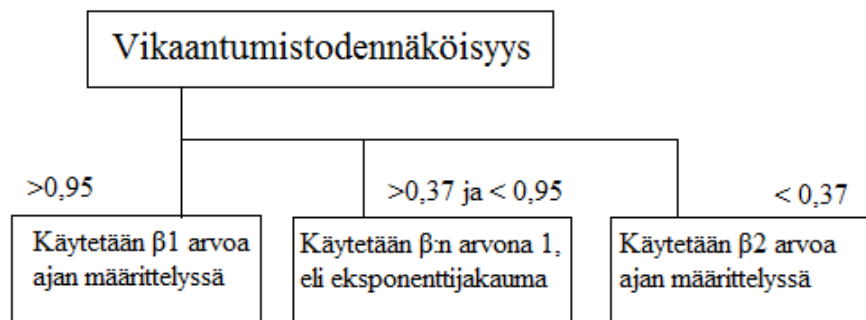 Vikaantumistodennäköisyys
>0,95
>0,37 ja < 0,95
< 0,37
Käytetään β1 arvoa
ajan määrittelyssä
Käytetään β:n arvona 1,
eli eksponenttijakauma
Käytetään β2 arvoa
ajan määrittelyssä